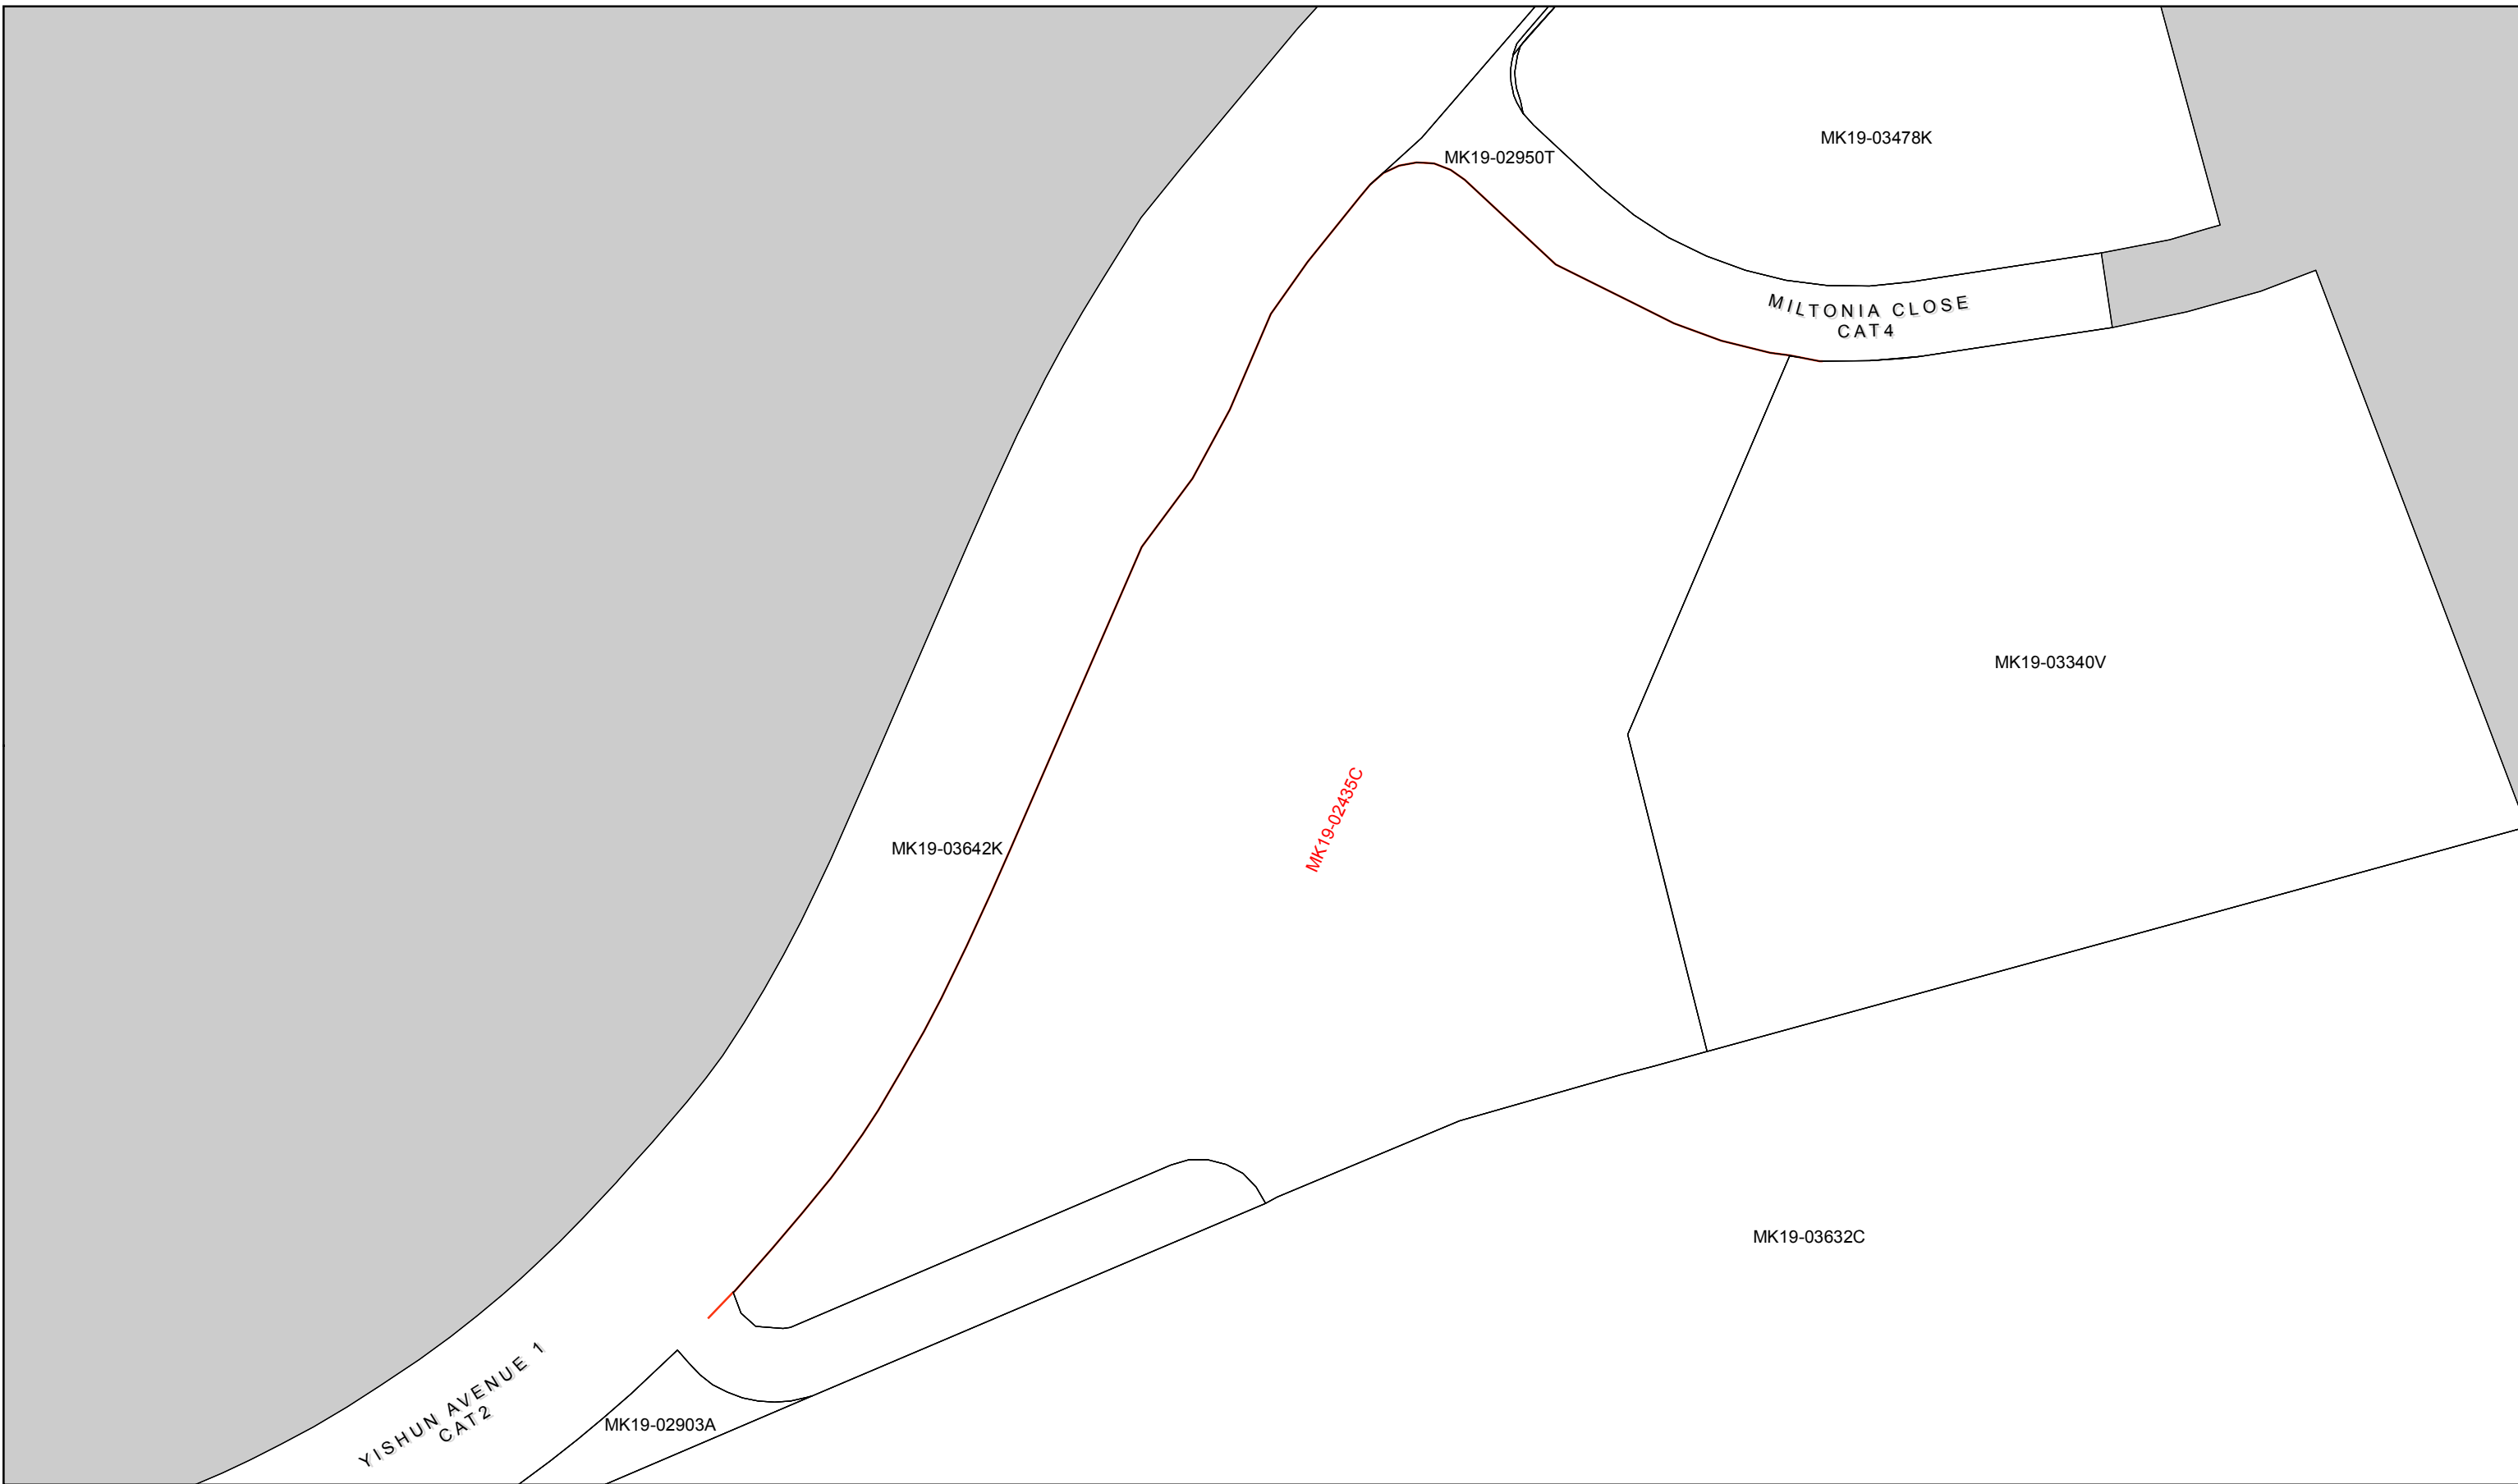 MK19-03478K
MK19-02950T
MILTONIA CLOSE
CAT4
MK19-03340V
MK19-02435C
MK19-03642K
MK19-03632C
YISHUN AVENUE 1
CAT2
MK19-02903A